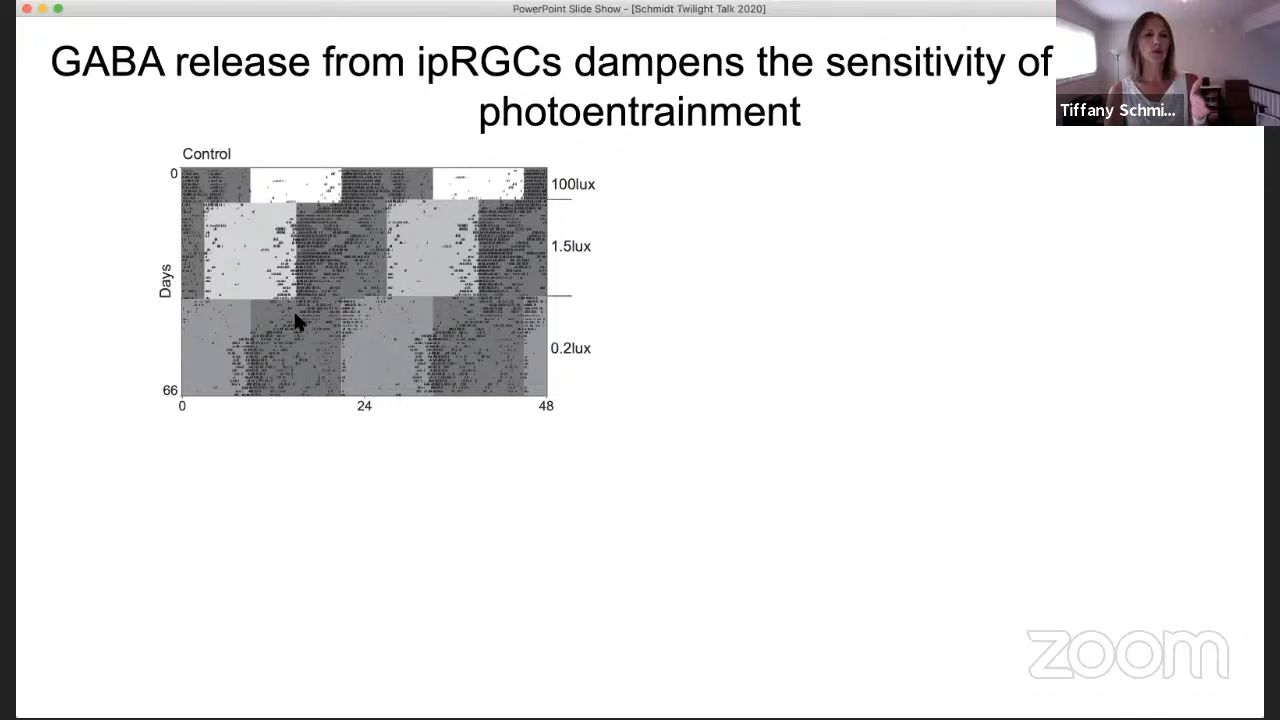 PowerPoint Slide Show - [Schmidt Twilight Talk 2020]
GABA release from ipRGCs dampens the sensitivity of
photoentrainment
Tiffany Schmi...
Control
0
100lux
1.5lux
Days
0.2lux
66
0 24 48
zoom